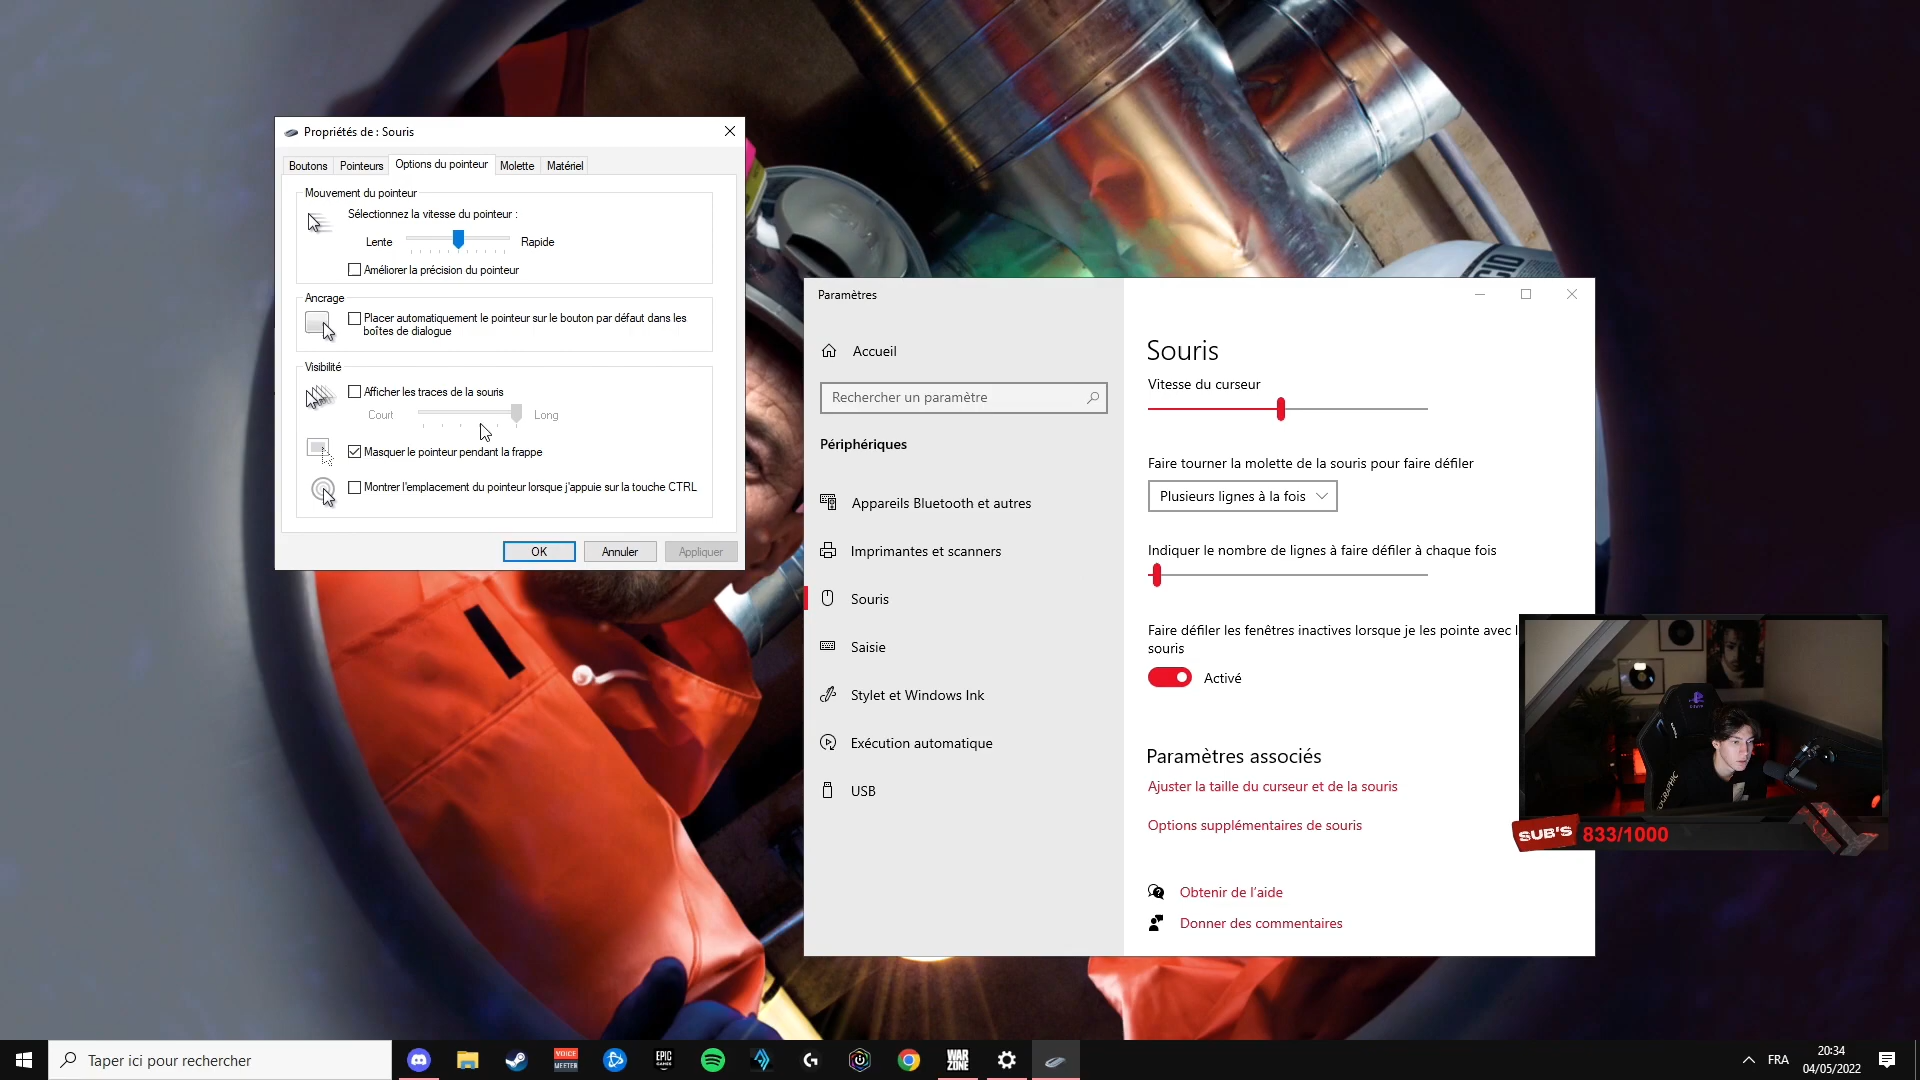 Propriétés de : Souris
Boutons
Pointeurs
Options du pointeur
Molette
Matériel
Mouvement du pointeur
Sélectionnez la vitesse du pointeur :
Lente
Rapide
Améliorer la précision du pointeur
Ancrage
Placer automatiquement le pointeur sur le bouton par défaut dans les
boîtes de dialogue
Visibilité
Afficher les traces de la souris
Court
Long
Masquer le pointeur pendant la frappe
Montrer l'emplacement du pointeur lorsque j'appuie sur la touche CTRL
OK
Annuler
Appliquer
Paramètres
Accueil
Rechercher un paramètre
Périphériques
Appareils Bluetooth et autres
Imprimantes et scanners
Souris
Saisie
Stylet et Windows Ink
Exécution automatique
USB
Souris
Vitesse du curseur
Faire tourner la molette de la souris pour faire défiler
Plusieurs lignes à la fois
Indiquer le nombre de lignes à faire défiler à chaque fois
Faire défiler les fenêtres inactives lorsque je les pointe avec
souris
Activé
Paramètres associés
Ajuster la taille du curseur et de la souris
Options supplémentaires de souris
Obtenir de l'aide
Donner des commentaires
SUB'S 833/1000
Taper ici pour rechercher
VOICE
MEETER
EPIC
GAMES
WAR
ZONE
FRA
20:34
04/05/2022